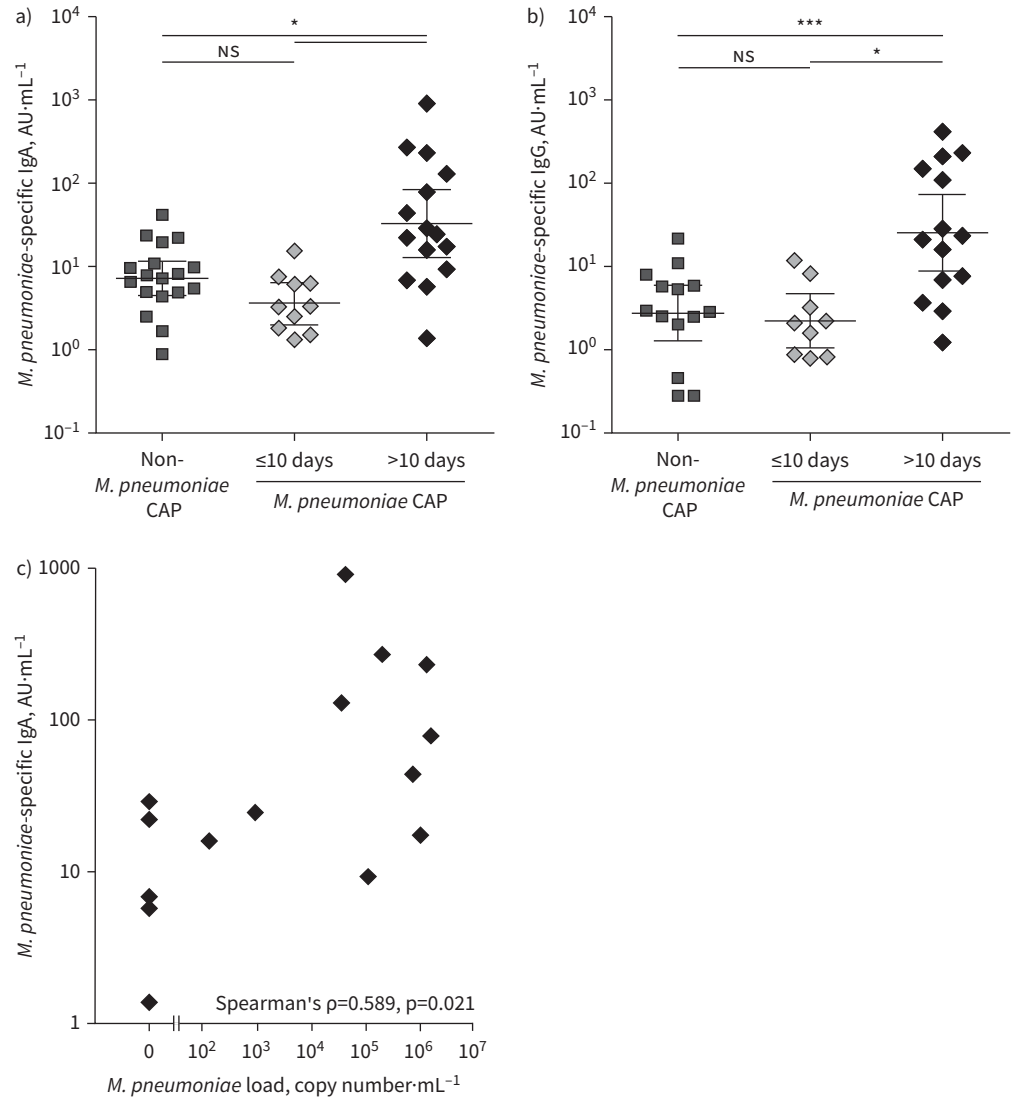 a)
M. pneumoniae-specific IgA, AU·mL⁻¹
10⁴
10³
10²
10¹
10⁰
10⁻¹
*
NS
Non-
M. pneumoniae
CAP
≤10 days
>10 days
M. pneumoniae CAP
b)
M. pneumoniae-specific IgG, AU·mL⁻¹
10⁴
10³
10²
10¹
10⁰
10⁻¹
***
NS
*
Non-
M. pneumoniae
CAP
≤10 days
>10 days
M. pneumoniae CAP
c)
M. pneumoniae-specific IgA, AU·mL⁻¹
1000
100
10
1
Spearman's ρ=0.589, p=0.021
0 10² 10³ 10⁴ 10⁵ 10⁶ 10⁷
M. pneumoniae load, copy number·mL⁻¹